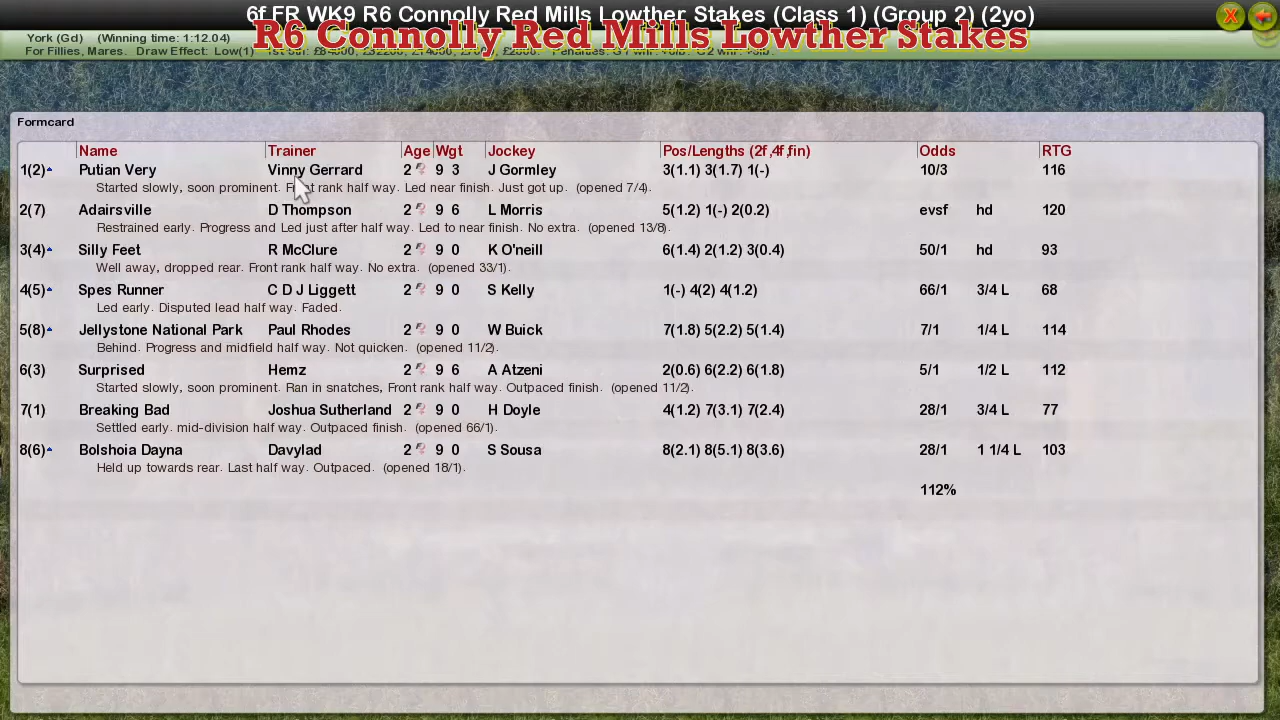 6f FR WK9 R6 Connolly Red Mills Lowther Stakes (Class 1) (Group 2) (2yo)
R6 Connolly Red Mills Lowther Stakes
York (Gd) (Winning time: 1:12.04)
For Fillies, Mares. Draw Effect: Low(1)
Formcard
Name Trainer Age Wgt Jockey Pos/Lengths (2f,4f,fin) Odds RTG
1(2) Putian Very Vinny Gerrard 2 9 3 J Gormley 3(1.1) 3(1.7) 1(-) 10/3 116
Started slowly, soon prominent. Front rank half way. Led near finish. Just got up. (opened 7/4).
2(7) Adairsville D Thompson 2 9 6 L Morris 5(1.2) 1(-) 2(0.2) evsf hd 120
Restrained early. Progress and Led just after half way. Led to near finish. No extra. (opened 13/8).
3(4) Silly Feet R McClure 2 9 0 K O'neill 6(1.4) 2(1.2) 3(0.4) 50/1 hd 93
Well away, dropped rear. Front rank half way. No extra. (opened 33/1).
4(5) Spes Runner C D J Liggett 2 9 0 S Kelly 1(-) 4(2) 4(1.2) 66/1 3/4 L 68
Led early. Disputed lead half way. Faded.
5(8) Jellystone National Park Paul Rhodes 2 9 0 W Buick 7(1.8) 5(2.2) 5(1.4) 7/1 1/4 L 114
Behind. Progress and midfield half way. Not quicken. (opened 11/2).
6(3) Surprised Hemz 2 9 6 A Atzeni 2(0.6) 6(2.2) 6(1.8) 5/1 1/2 L 112
Started slowly, soon prominent. Ran in snatches, Front rank half way. Outpaced finish. (opened 11/2).
7(1) Breaking Bad Joshua Sutherland 2 9 0 H Doyle 4(1.2) 7(3.1) 7(2.4) 28/1 3/4 L 77
Settled early. mid-division half way. Outpaced finish. (opened 66/1).
8(6) Bolshoia Dayna Davylad 2 9 0 S Sousa 8(2.1) 8(5.1) 8(3.6) 28/1 1 1/4 L 103
Held up towards rear. Last half way. Outpaced. (opened 18/1).
112%